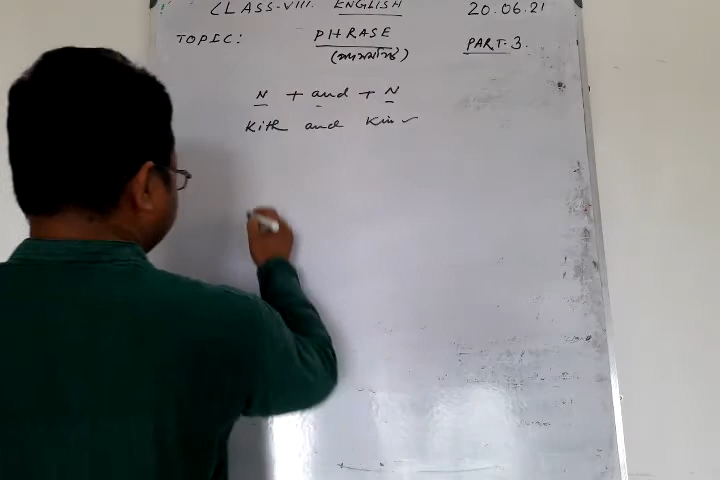 CLASS-VIII. ENGLISH 20.06.21
TOPIC: PHRASE PART-3.
N + and + N
Kith and Kin